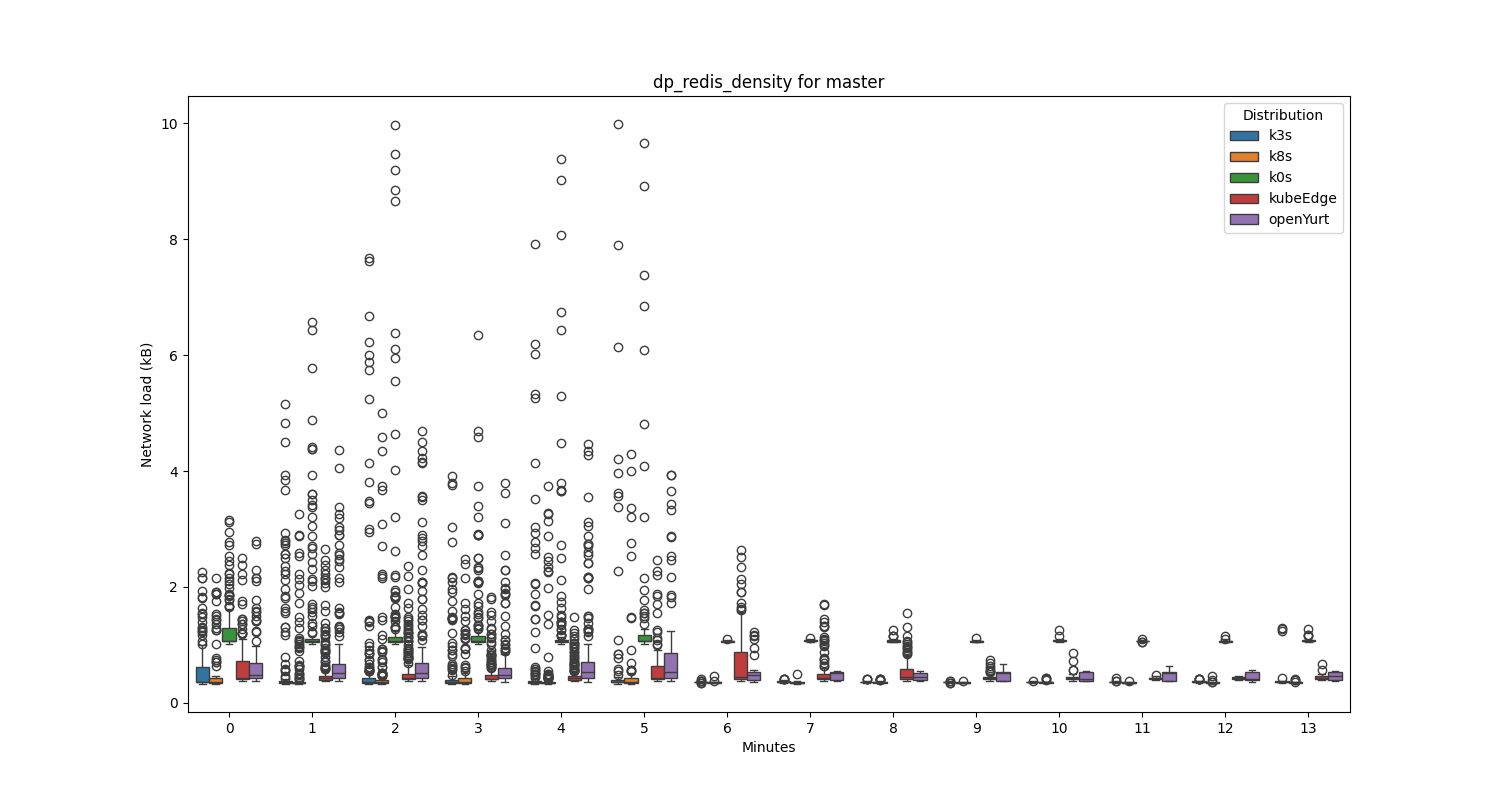 dp_redis_density for master
Network load (kB)
10
8
6
4
2
0
Distribution
k3s
k8s
k0s
kubeEdge
openYurt
0 1 2 3 4 5 6 7 8 9 10 11 12 13
Minutes